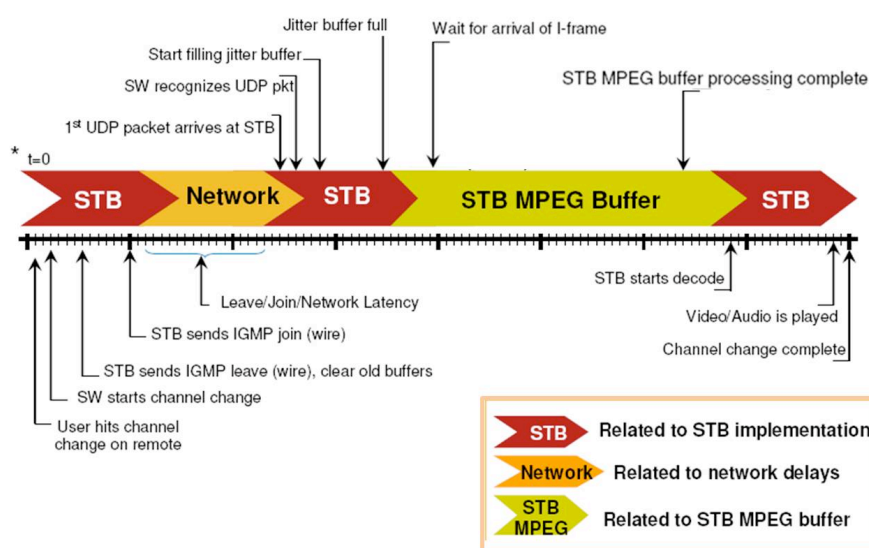 Jitter buffer full
Wait for arrival of I-frame
Start filling jitter buffer
STB MPEG buffer processing complete
SW recognizes UDP pkt
1st UDP packet arrives at STB
* t=0
STB
Network
STB
STB MPEG Buffer
STB
Leave/Join/Network Latency
STB starts decode
STB sends IGMP join (wire)
Video/Audio is played
STB sends IGMP leave (wire), clear old buffers
Channel change complete
SW starts channel change
User hits channel
change on remote
STB Related to STB implementation
Network Related to network delays
STB
MPEG Related to STB MPEG buffer